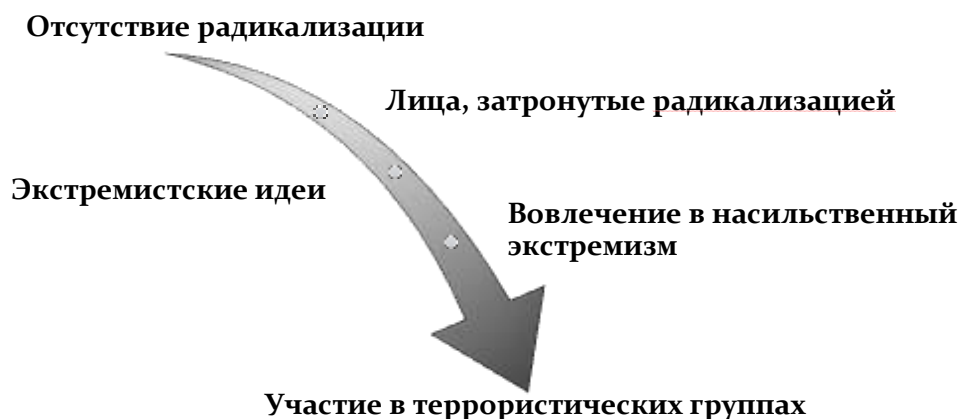 Отсутствие радикализации
Лица, затронутые радикализацией
Экстремистские идеи
Вовлечение в насильственный
экстремизм
Участие в террористических группах